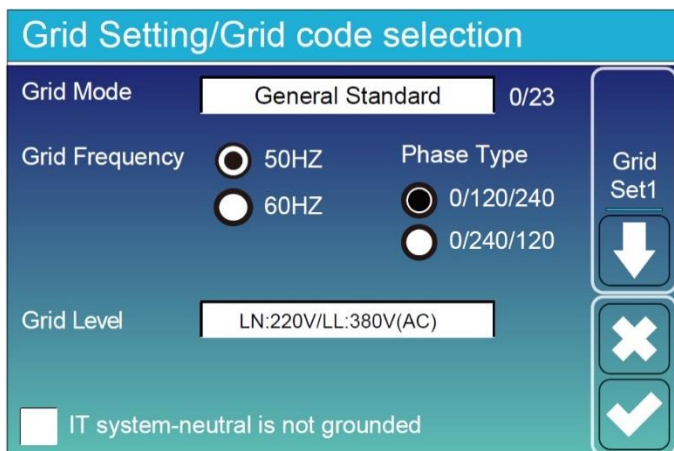 Grid Setting/Grid code selection
Grid Mode General Standard 0/23
Grid Frequency 50HZ Phase Type
60HZ 0/120/240
0/240/120
Grid Set1
Grid Level LN:220V/LL:380V(AC)
IT system-neutral is not grounded